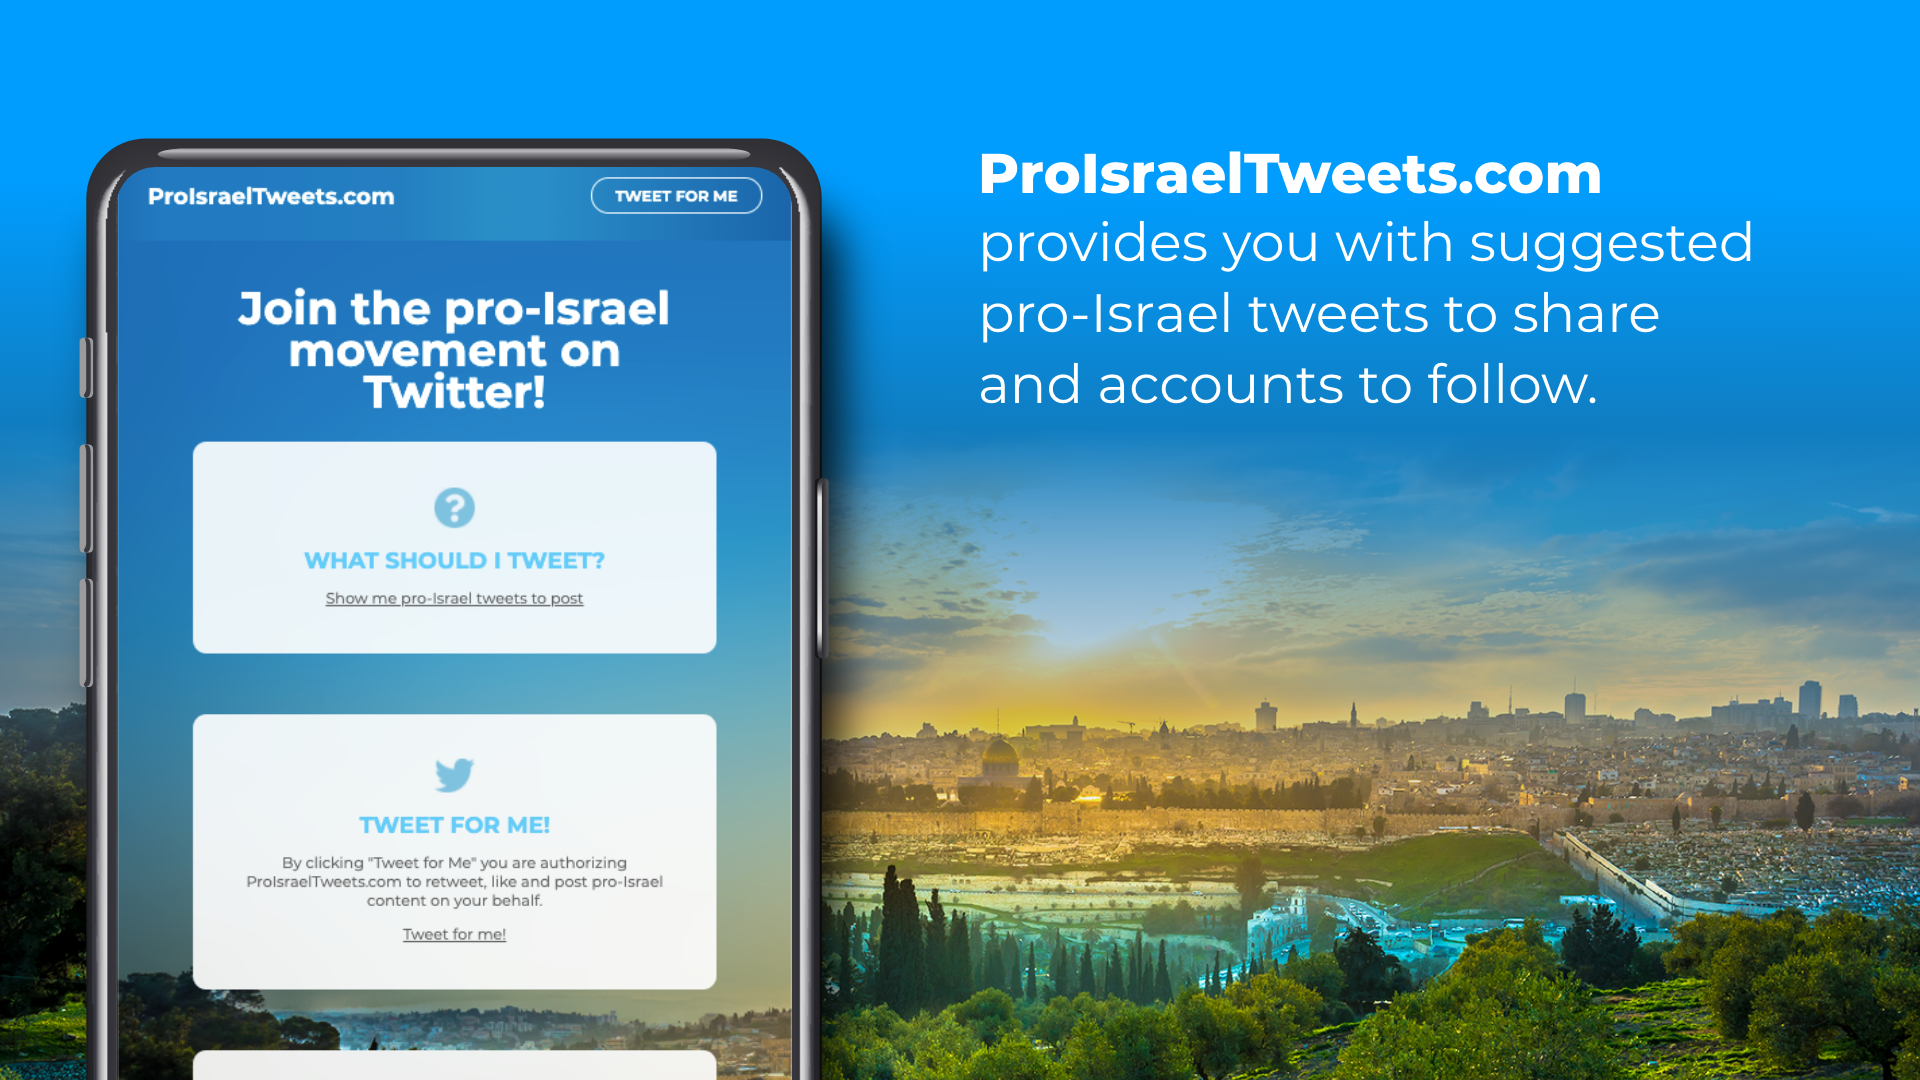 ProIsraelTweets.com
TWEET FOR ME
Join the pro-Israel
movement on
Twitter!
?
WHAT SHOULD I TWEET?
Show me pro-Israel tweets to post
TWEET FOR ME!
By clicking "Tweet for Me" you are authorizing
ProIsraelTweets.com to retweet, like and post pro-Israel
content on your behalf.
Tweet for me!
ProIsraelTweets.com
provides you with suggested
pro-Israel tweets to share
and accounts to follow.